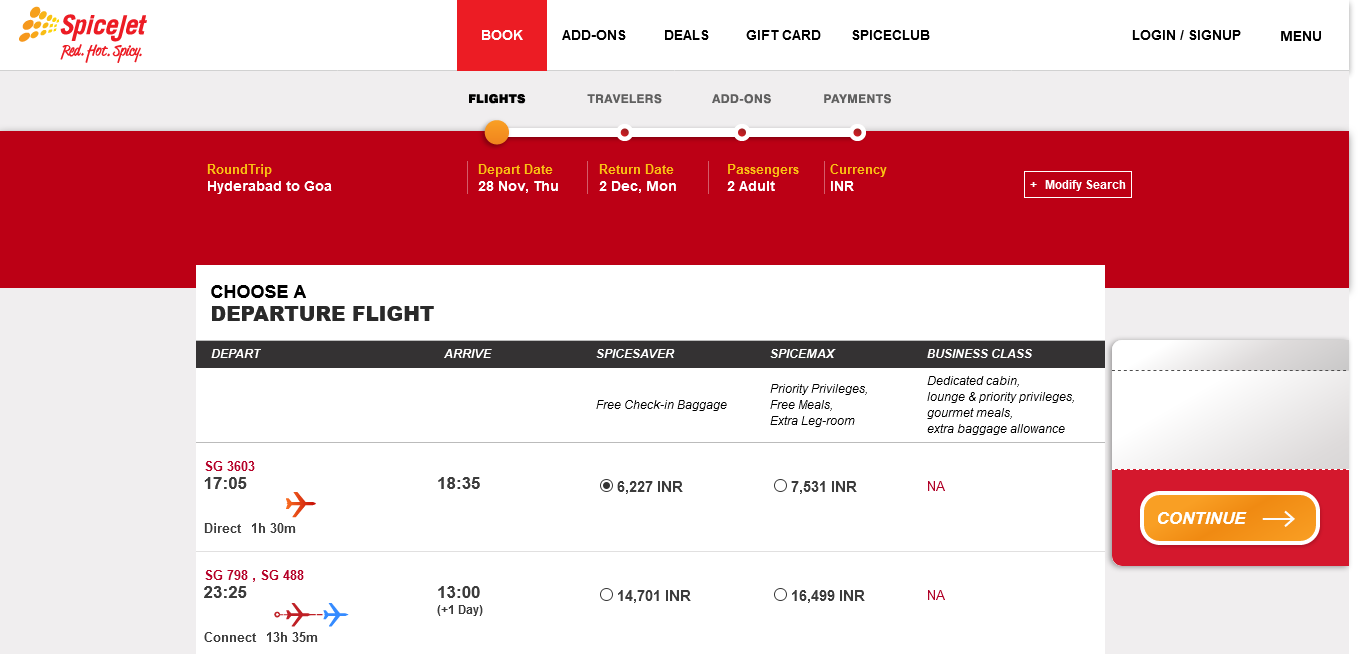 SpiceJet
Red. Hot. Spicy.
BOOK ADD-ONS DEALS GIFT CARD SPICECLUB LOGIN / SIGNUP MENU
FLIGHTS TRAVELERS ADD-ONS PAYMENTS
RoundTrip Depart Date Return Date Passengers Currency
Hyderabad to Goa 28 Nov, Thu 2 Dec, Mon 2 Adult INR
+ Modify Search
CHOOSE A
DEPARTURE FLIGHT
DEPART ARRIVE SPICESAVER SPICEMAX BUSINESS CLASS
Free Check-in Baggage
Priority Privileges,
Free Meals,
Extra Leg-room
Dedicated cabin,
lounge & priority privileges,
gourmet meals,
extra baggage allowance
SG 3603
17:05 18:35 6,227 INR 7,531 INR NA
Direct 1h 30m
CONTINUE
SG 798 , SG 488
23:25 13:00 14,701 INR 16,499 INR NA
(+1 Day)
Connect 13h 35m